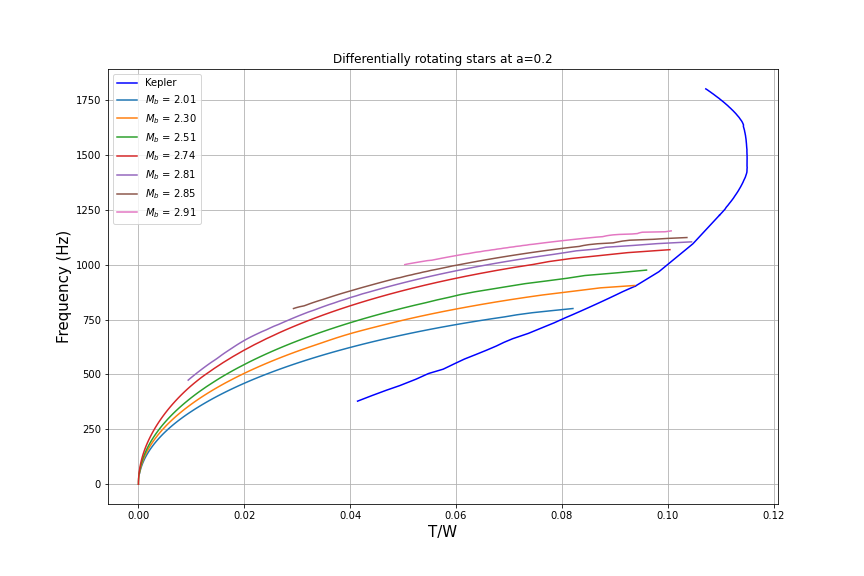 Differentially rotating stars at a=0.2
Kepler
M_b = 2.01
M_b = 2.30
M_b = 2.51
M_b = 2.74
M_b = 2.81
M_b = 2.85
M_b = 2.91
1750
1500
1250
1000
750
500
250
0
Frequency (Hz)
0.00 0.02 0.04 0.06 0.08 0.10 0.12
T/W